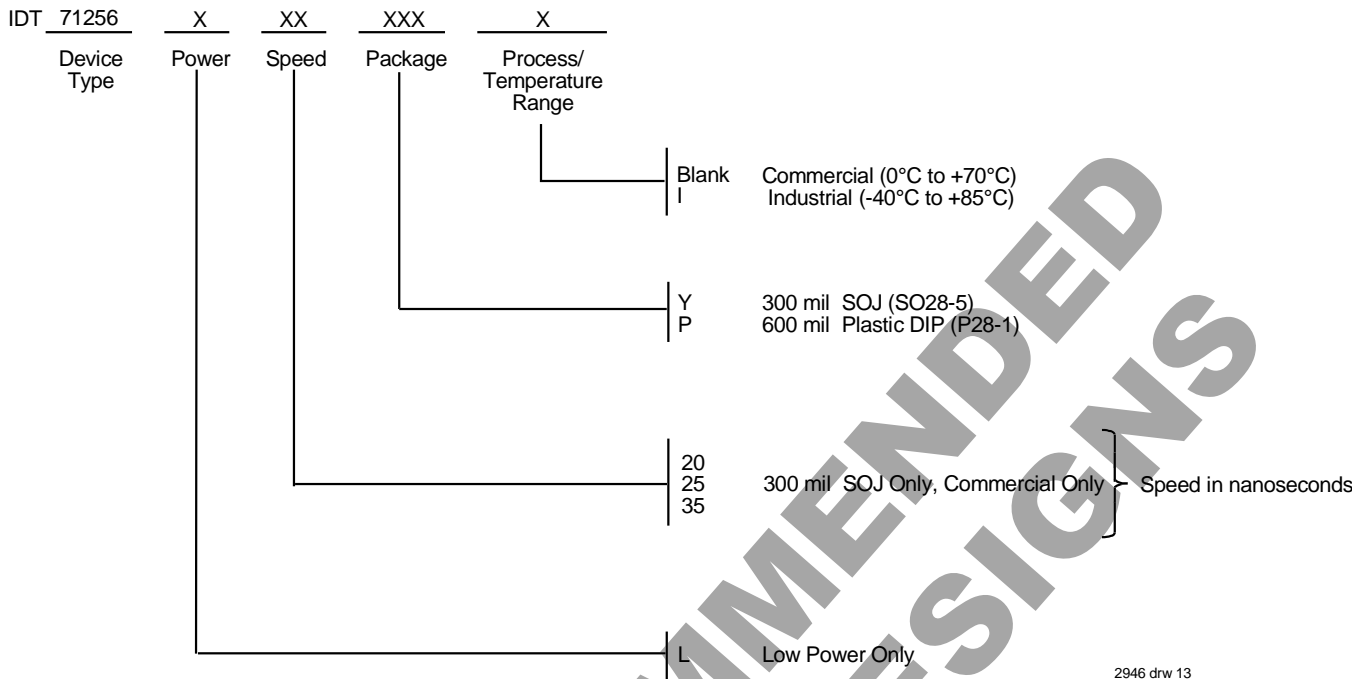 IDT 71256 X XX XXX X
Device Type Power Speed Package Process/ Temperature Range
Blank Commercial (0°C to +70°C)
I Industrial (-40°C to +85°C)
Y 300 mil SOJ (SO28-5)
P 600 mil Plastic DIP (P28-1)
20
25 300 mil SOJ Only, Commercial Only Speed in nanoseconds
35
L Low Power Only
2946 drw 13
MMENDED
ESIGNS